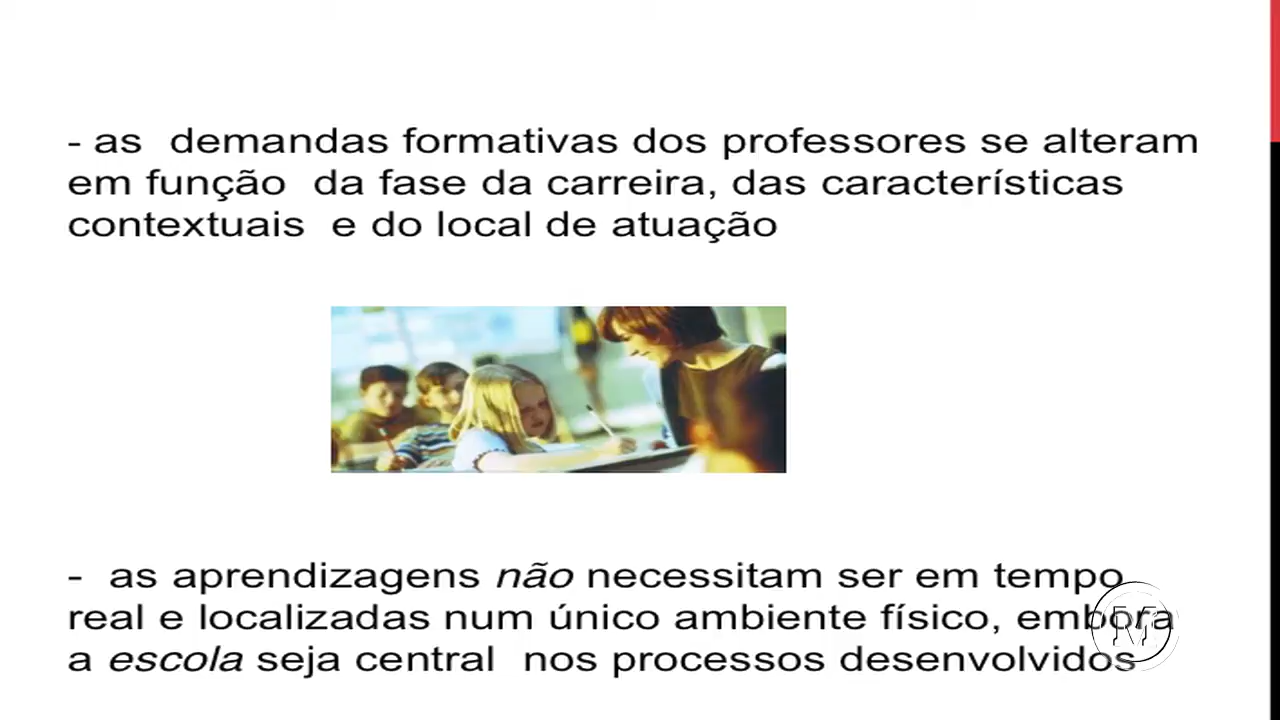 - as demandas formativas dos professores se alteram
em função da fase da carreira, das características
contextuais e do local de atuação
- as aprendizagens não necessitam ser em tempo
real e localizadas num único ambiente físico, embora
a escola seja central nos processos desenvolvidos